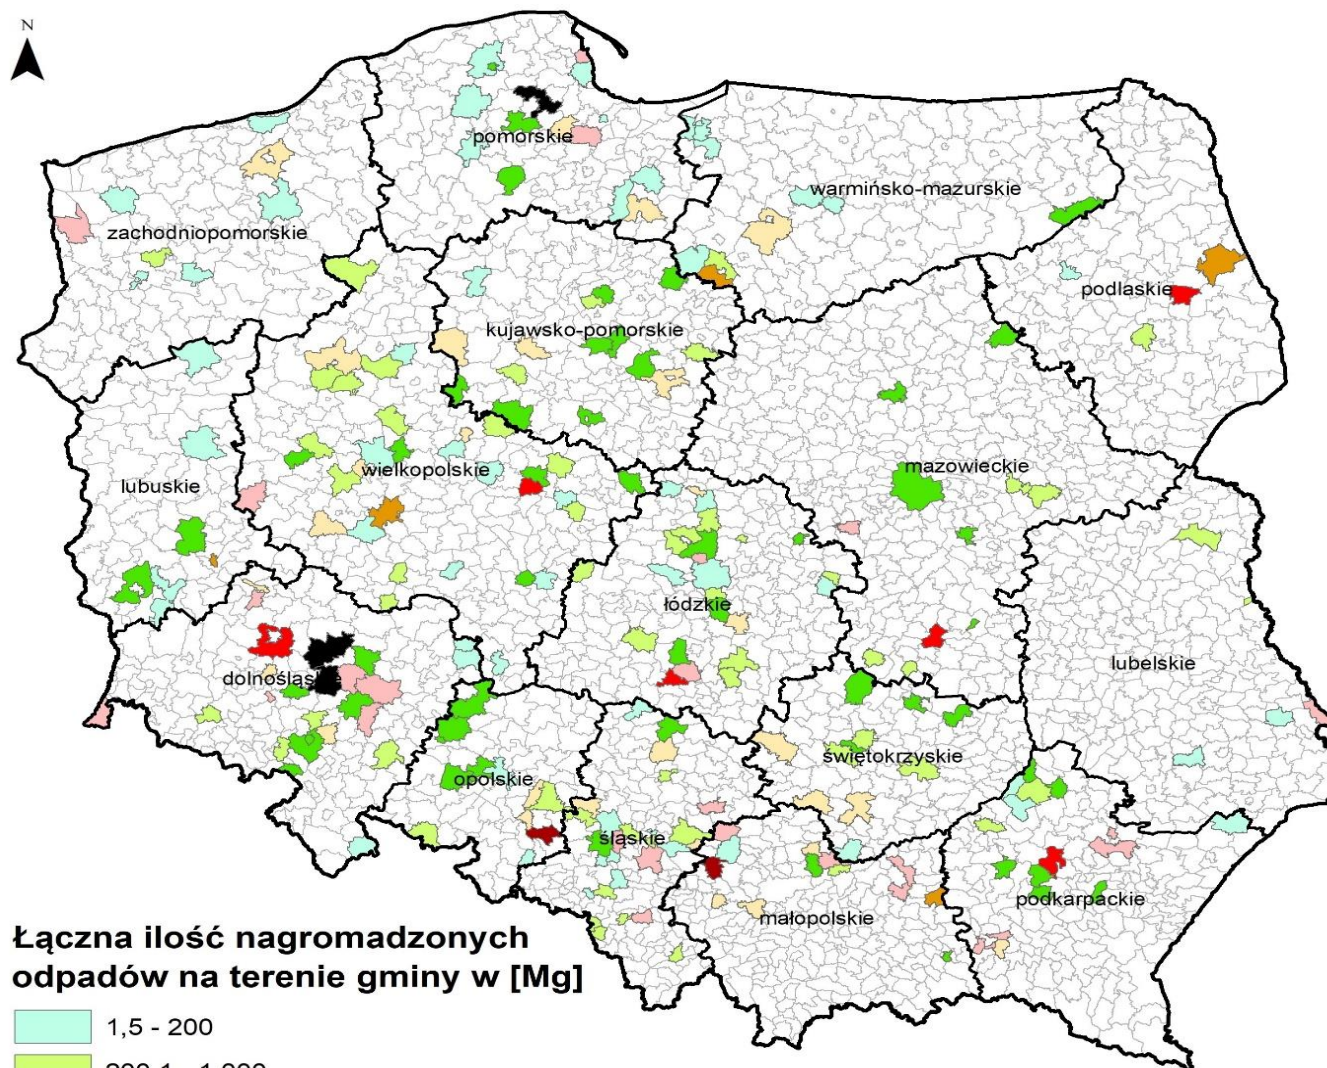 N
pomorskie
warmińsko-mazurskie
zachodniopomorskie
podlaskie
kujawsko-pomorskie
mazowieckie
wielkopolskie
lubuskie
łódzkie
lubelskie
świętokrzyskie
opolskie
śląskie
podkarpackie
małopolskie
Łączna ilość nagromadzonych
odpadów na terenie gminy w [Mg]
1,5 - 200